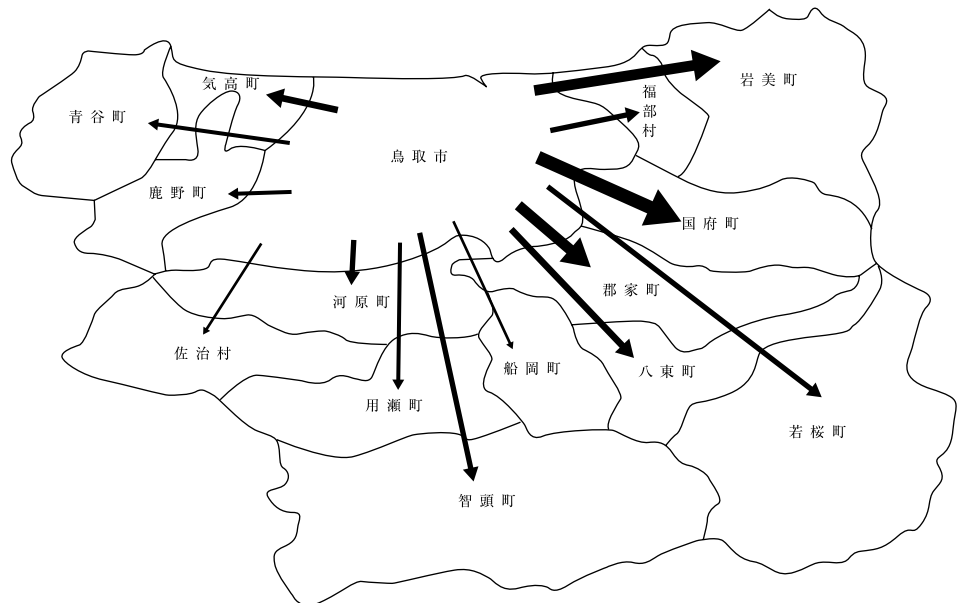 気高町
岩美町
青谷町
福部村
鳥取市
鹿野町
国府町
郡家町
河原町
佐治村
船岡町
八東町
用瀬町
若桜町
智頭町